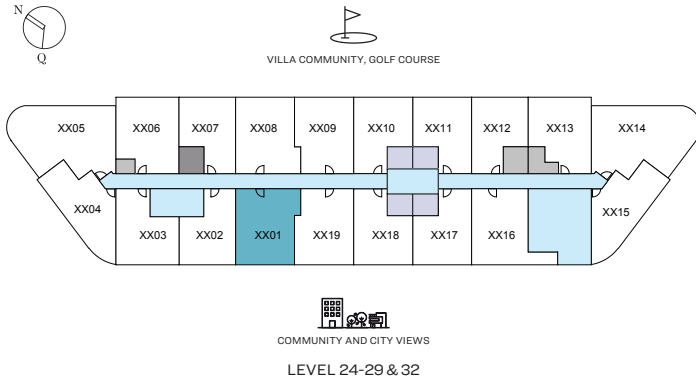 N
Q
VILLA COMMUNITY, GOLF COURSE
XX05 XX06 XX07 XX08 XX09 XX10 XX11 XX12 XX13 XX14
XX04 XX03 XX02 XX01 XX19 XX18 XX17 XX16 XX15
COMMUNITY AND CITY VIEWS
LEVEL 24-29 & 32